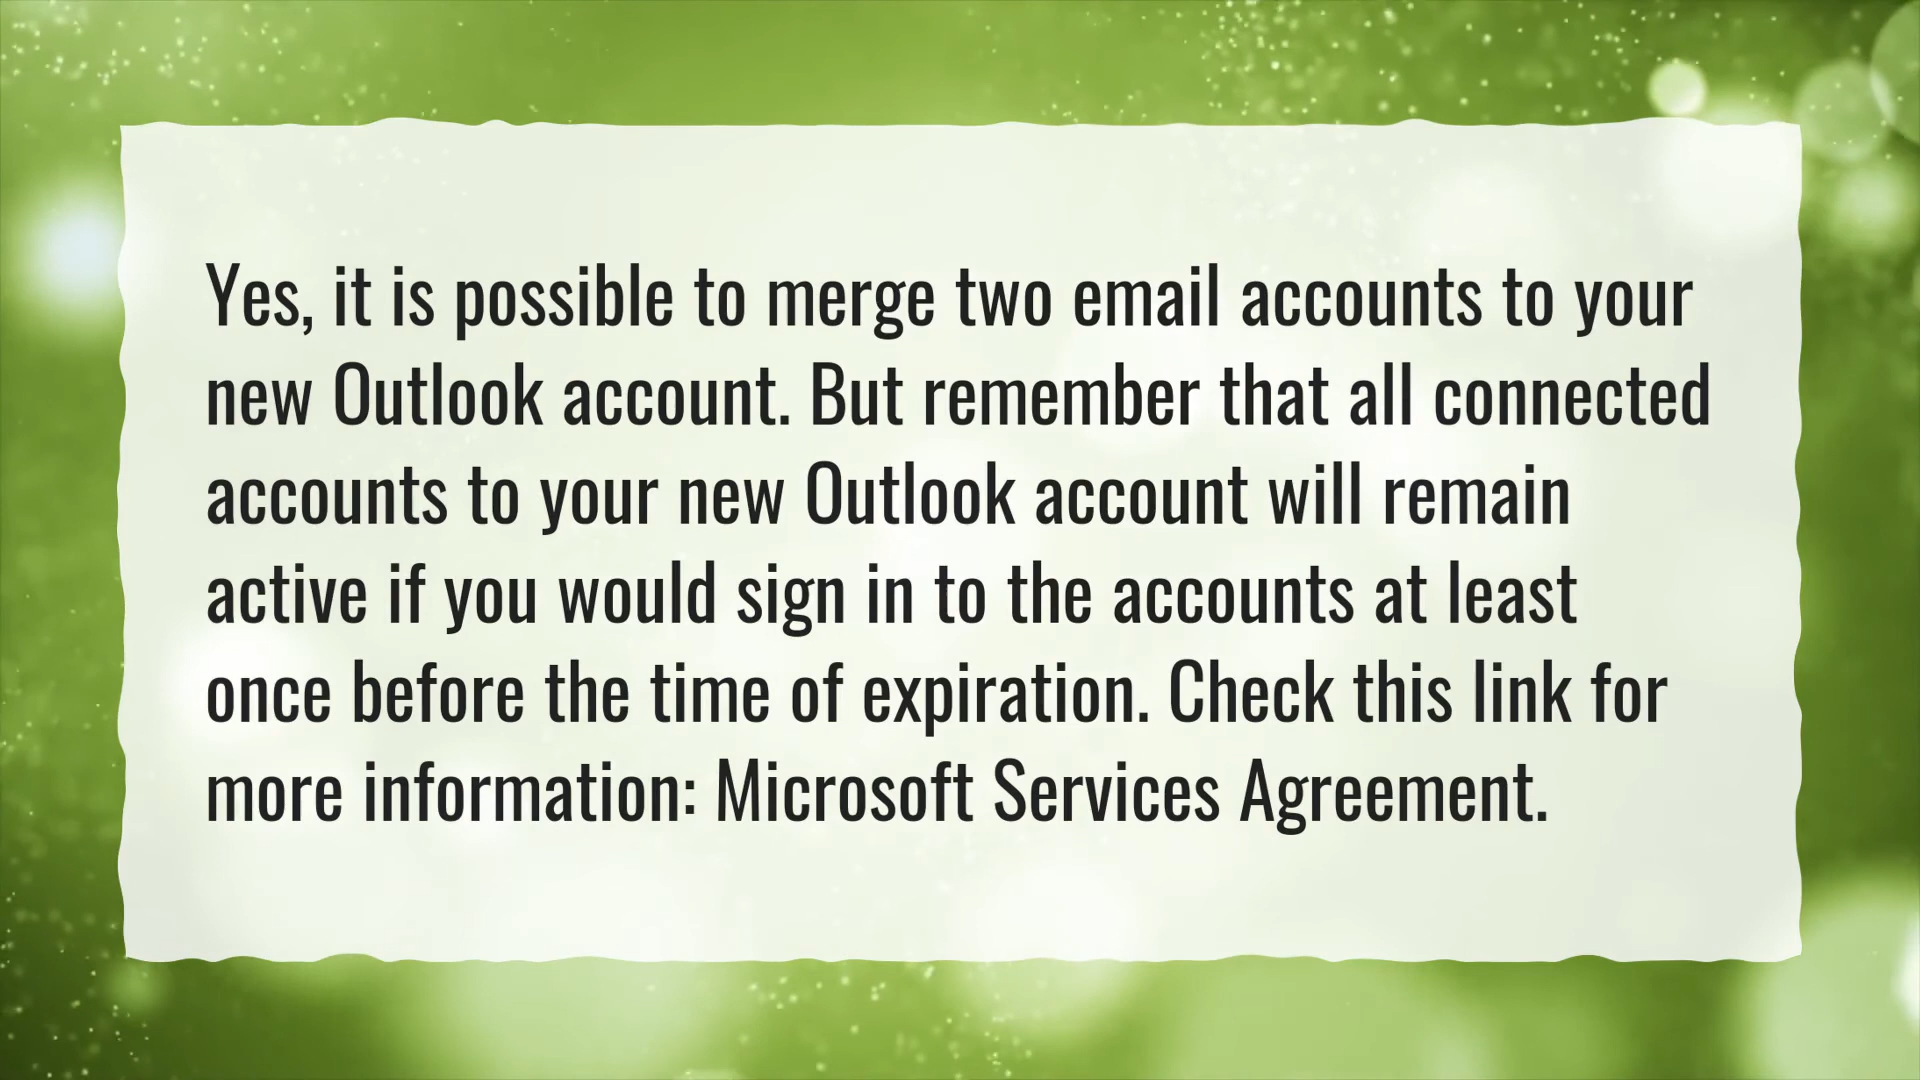 Yes, it is possible to merge two email accounts to your
new Outlook account. But remember that all connected
accounts to your new Outlook account will remain
active if you would sign in to the accounts at least
once before the time of expiration. Check this link for
more information: Microsoft Services Agreement.